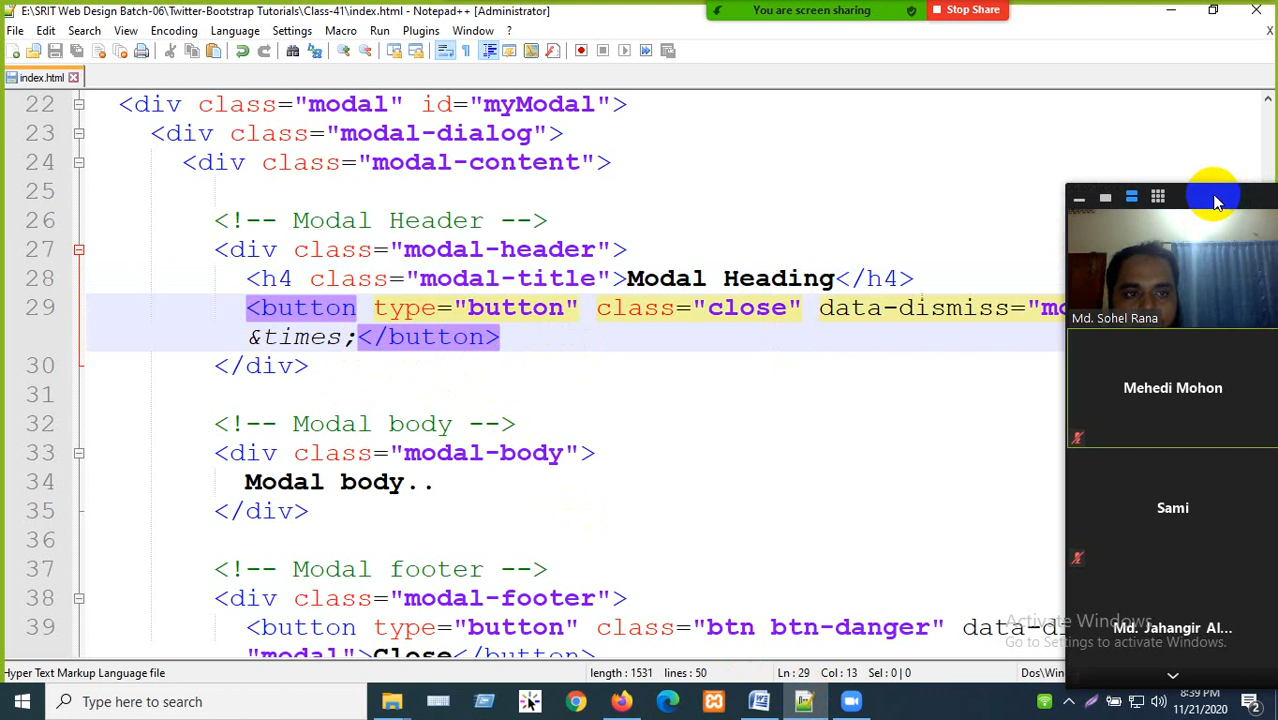 E:\SRIT Web Design Batch-06\Twitter-Bootstrap Tutorials\Class-41\index.html - Notepad++ [Administrator]
You are screen sharing
Stop Share
File Edit Search View Encoding Language Settings Macro Run Plugins Window ?
X
index.html
22 <div class="modal" id="myModal">
23 <div class="modal-dialog">
24 <div class="modal-content">
25
26 <!-- Modal Header -->
27 <div class="modal-header">
28 <h4 class="modal-title">Modal Heading</h4>
29 <button type="button" class="close" data-dismiss="mo
&times;</button>
30 </div>
31
32 <!-- Modal body -->
33 <div class="modal-body">
34 Modal body..
35 </div>
36
37 <!-- Modal footer -->
38 <div class="modal-footer">
39 <button type="button" class="btn btn-danger" data-di
"modal">Close</button>
Md. Sohel Rana
Mehedi Mohon
Sami
Md. Jahangir Al...
Activate Windows
Go to Settings to activate Windows.
Hyper Text Markup Language file
length : 1531 lines : 50
Ln : 29 Col : 13 Sel : 0 | 0
Dos\Win
Type here to search
8:39 PM
11/21/2020
2